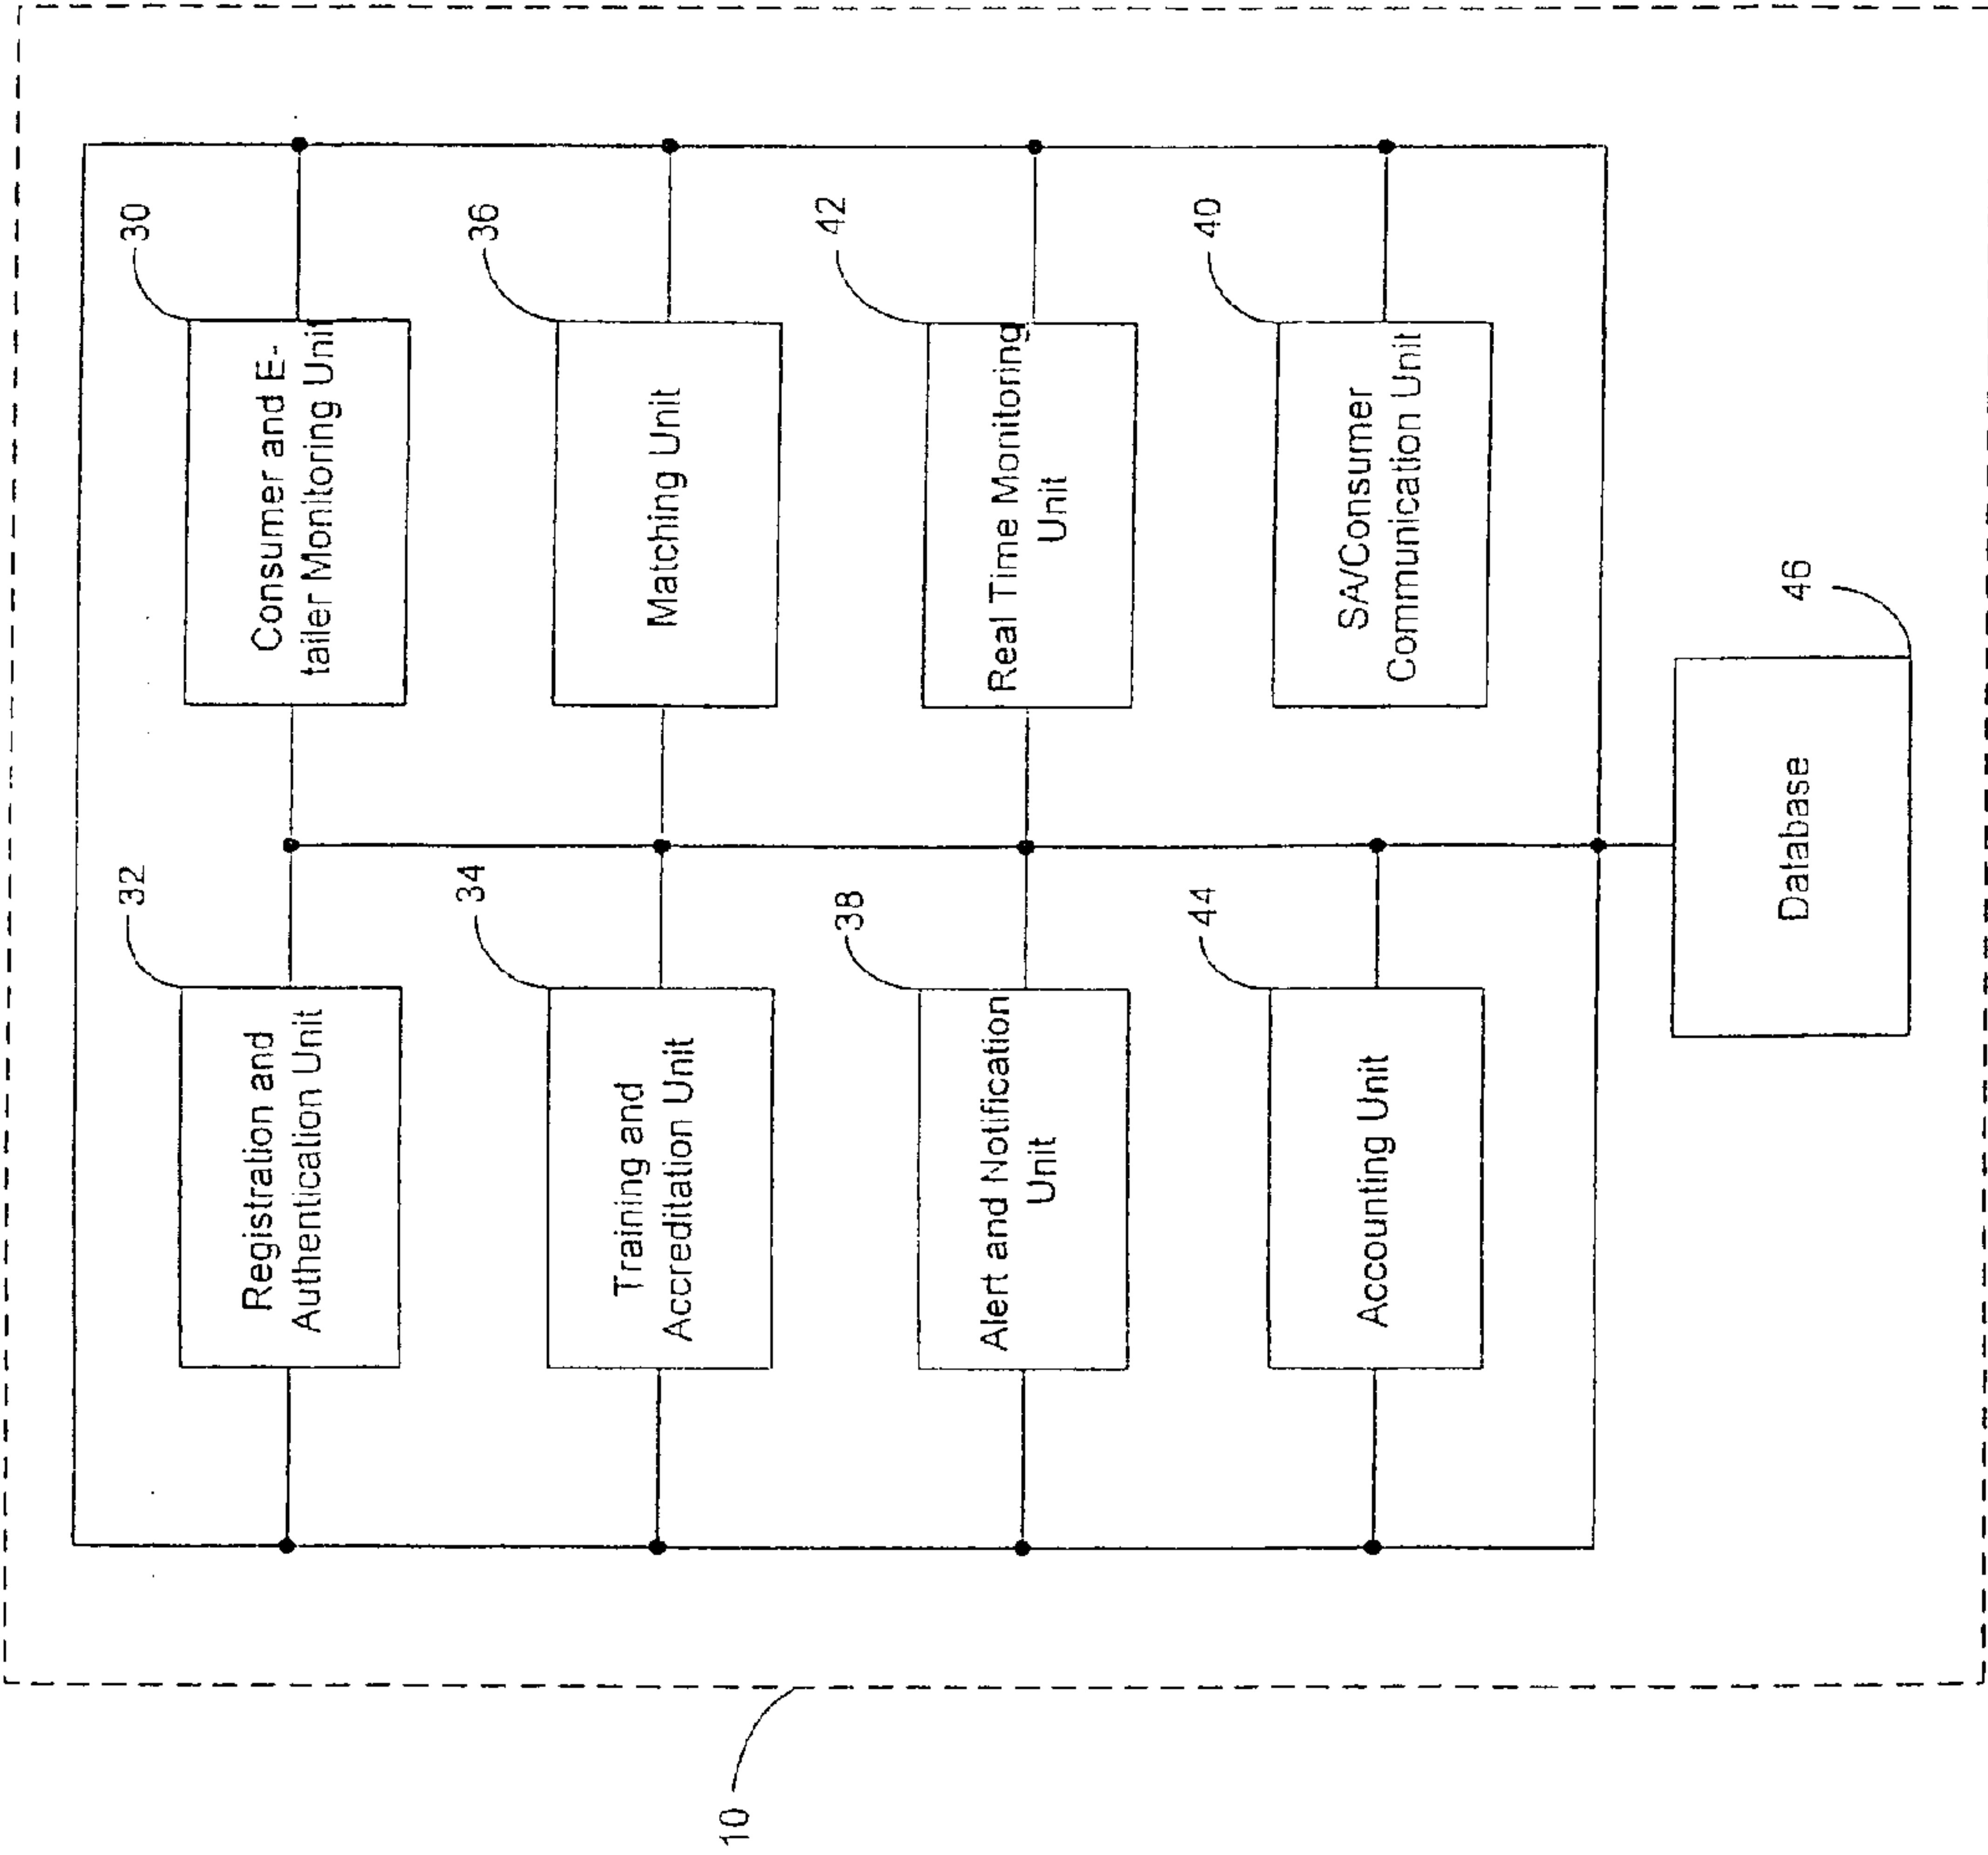 32
Registration and
Authentication Unit
30
Consumer and E-
tailer Monitoring Unit
34
Training and
Accreditation Unit
36
Matching Unit
10
38
Alert and Notification
Unit
42
Real Time Monitoring
Unit
44
Accounting Unit
40
SA/Consumer
Communication Unit
46
Database